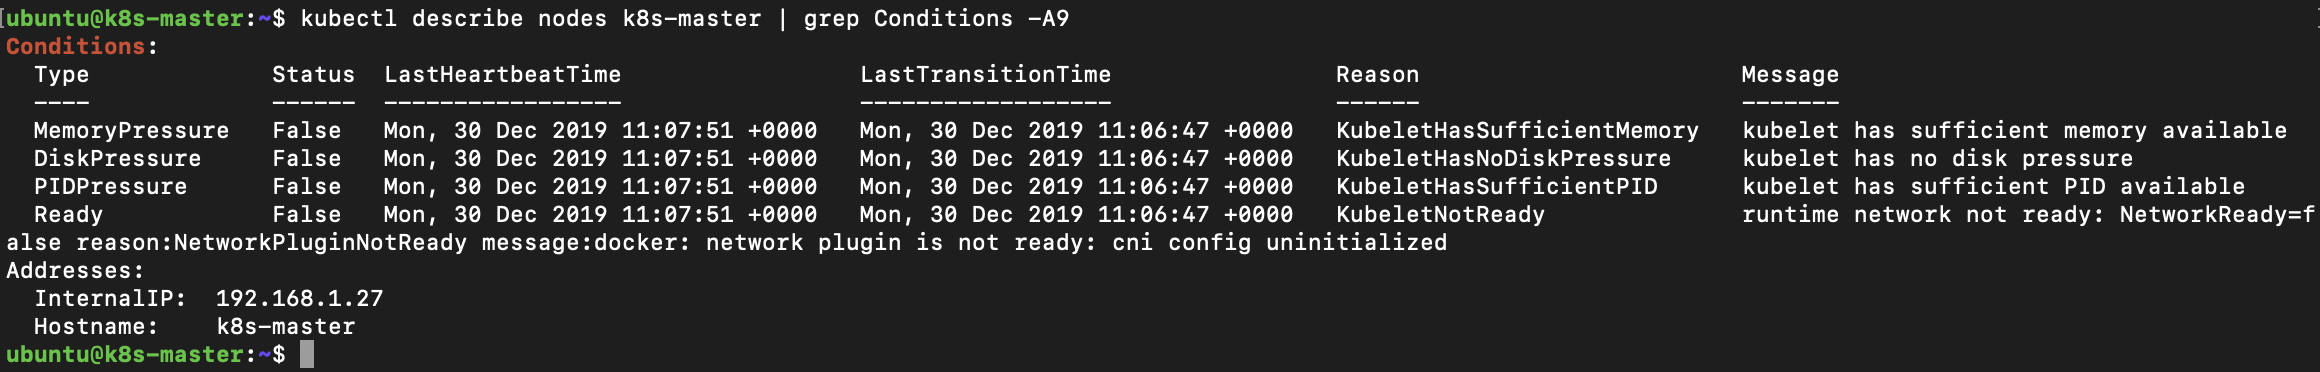 ubuntu@k8s-master:~$ kubectl describe nodes k8s-master | grep Conditions -A9
Conditions:
  Type             Status  LastHeartbeatTime                 LastTransitionTime                Reason                       Message
  ----             ------  -----------------                 ------------------                ------                       -------
  MemoryPressure   False   Mon, 30 Dec 2019 11:07:51 +0000   Mon, 30 Dec 2019 11:06:47 +0000   KubeletHasSufficientMemory   kubelet has sufficient memory available
  DiskPressure     False   Mon, 30 Dec 2019 11:07:51 +0000   Mon, 30 Dec 2019 11:06:47 +0000   KubeletHasNoDiskPressure     kubelet has no disk pressure
  PIDPressure      False   Mon, 30 Dec 2019 11:07:51 +0000   Mon, 30 Dec 2019 11:06:47 +0000   KubeletHasSufficientPID      kubelet has sufficient PID available
  Ready            False   Mon, 30 Dec 2019 11:07:51 +0000   Mon, 30 Dec 2019 11:06:47 +0000   KubeletNotReady              runtime network not ready: NetworkReady=f
alse reason:NetworkPluginNotReady message:docker: network plugin is not ready: cni config uninitialized
Addresses:
  InternalIP:  192.168.1.27
  Hostname:    k8s-master
ubuntu@k8s-master:~$